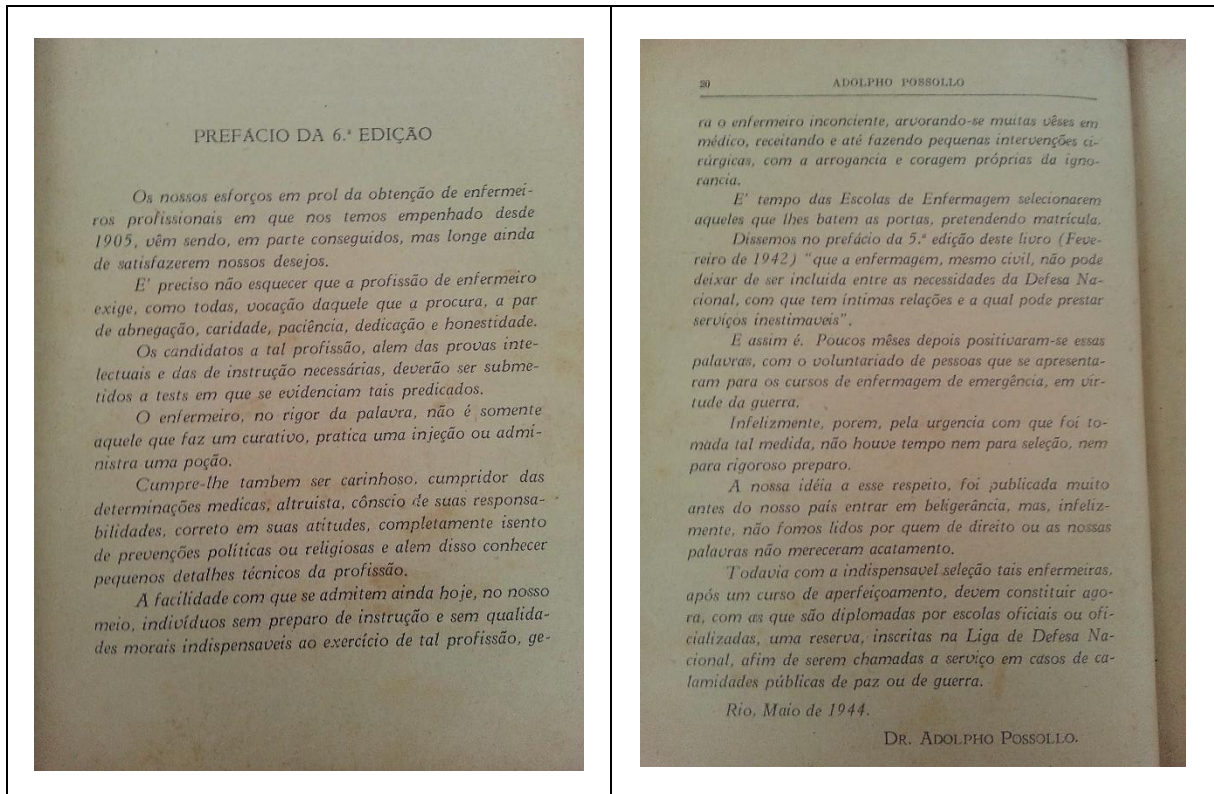 PREFÁCIO DA 6.ª EDIÇÃO
Os nossos esforços em prol da obtenção de enfermei-
ros profissionais em que nos temos empenhado desde
1905, vêm sendo, em parte conseguidos, mas longe ainda
de satisfazerem nossos desejos.
E' preciso não esquecer que a profissão de enfermeiro
exige, como todas, vocação daquele que a procura, a par
de abnegação, caridade, paciência, dedicação e honestidade.
Os candidatos a tal profissão, alem das provas inte-
lectuais e das de instrução necessárias, deverão ser subme-
tidos a tests em que se evidenciam tais predicados.
O enfermeiro, no rigor da palavra, não é somente
aquele que faz um curativo, pratica uma injeção ou admi-
nistra uma poção.
Cumpre-lhe tambem ser carinhoso, cumpridor das
determinações medicas, altruista, cônscio de suas responsa-
bilidades, correto em suas atitudes, completamente isento
de prevenções políticas ou religiosas e alem disso conhecer
pequenos detalhes técnicos da profissão.
A facilidade com que se admitem ainda hoje, no nosso
meio, indivíduos sem preparo de instrução e sem qualida-
des morais indispensaveis ao exercício de tal profissão, ge-
20 ADOLPHO POSSOLLO
ra o enfermeiro inconciente, arvorando-se muitas vêses em
médico, receitando e até fazendo pequenas intervenções ci-
rúrgicas, com a arrogancia e coragem próprias da igno-
rancia.
E' tempo das Escolas de Enfermagem selecionarem
aqueles que lhes batem as portas, pretendendo matrícula.
Dissemos no prefácio da 5.ª edição deste livro (Feve-
reiro de 1942) "que a enfermagem, mesmo civil, não pode
deixar de ser incluida entre as necessidades da Defesa Na-
cional, com que tem íntimas relações e a qual pode prestar
serviços inestimaveis".
E assim é. Poucos mêses depois positivaram-se essas
palavras, com o voluntariado de pessoas que se apresenta-
ram para os cursos de enfermagem de emergência, em vir-
tude da guerra.
Infelizmente, porem, pela urgencia com que foi to-
mada tal medida, não houve tempo nem para seleção, nem
para rigoroso preparo.
A nossa idéia a esse respeito, foi publicada muito
antes do nosso país entrar em beligerância, mas, infeliz-
mente, não fomos lidos por quem de direito ou as nossas
palavras não mereceram acatamento.
Todavia com a indispensavel seleção tais enfermeiras,
após um curso de aperfeiçoamento, devem constituir ago-
ra, com as que são diplomadas por escolas oficiais ou ofi-
cializadas, uma reserva, inscritas na Liga de Defesa Na-
cional, afim de serem chamadas a serviço em casos de ca-
lamidades públicas de paz ou de guerra.
Rio, Maio de 1944.
DR. ADOLPHO POSSOLLO.